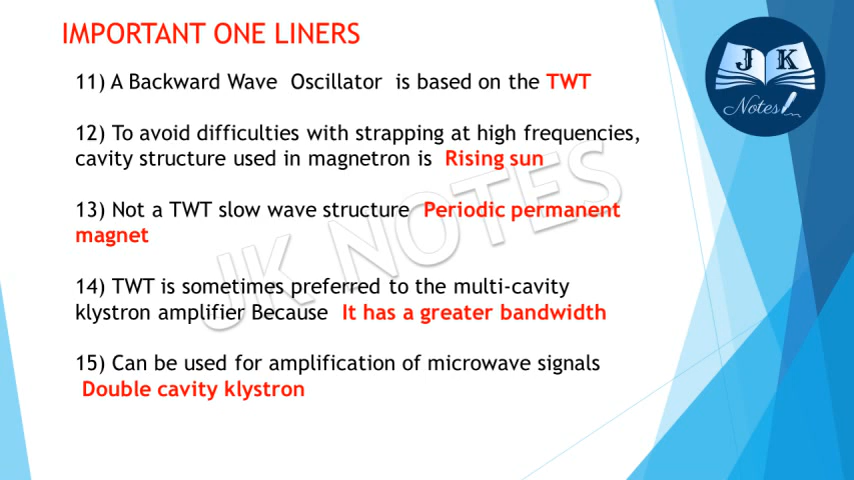 IMPORTANT ONE LINERS
J K
Notes
11) A Backward Wave Oscillator is based on the TWT
12) To avoid difficulties with strapping at high frequencies,
cavity structure used in magnetron is Rising sun
13) Not a TWT slow wave structure Periodic permanent
magnet
14) TWT is sometimes preferred to the multi-cavity
klystron amplifier Because It has a greater bandwidth
15) Can be used for amplification of microwave signals
Double cavity klystron
JK NOTES